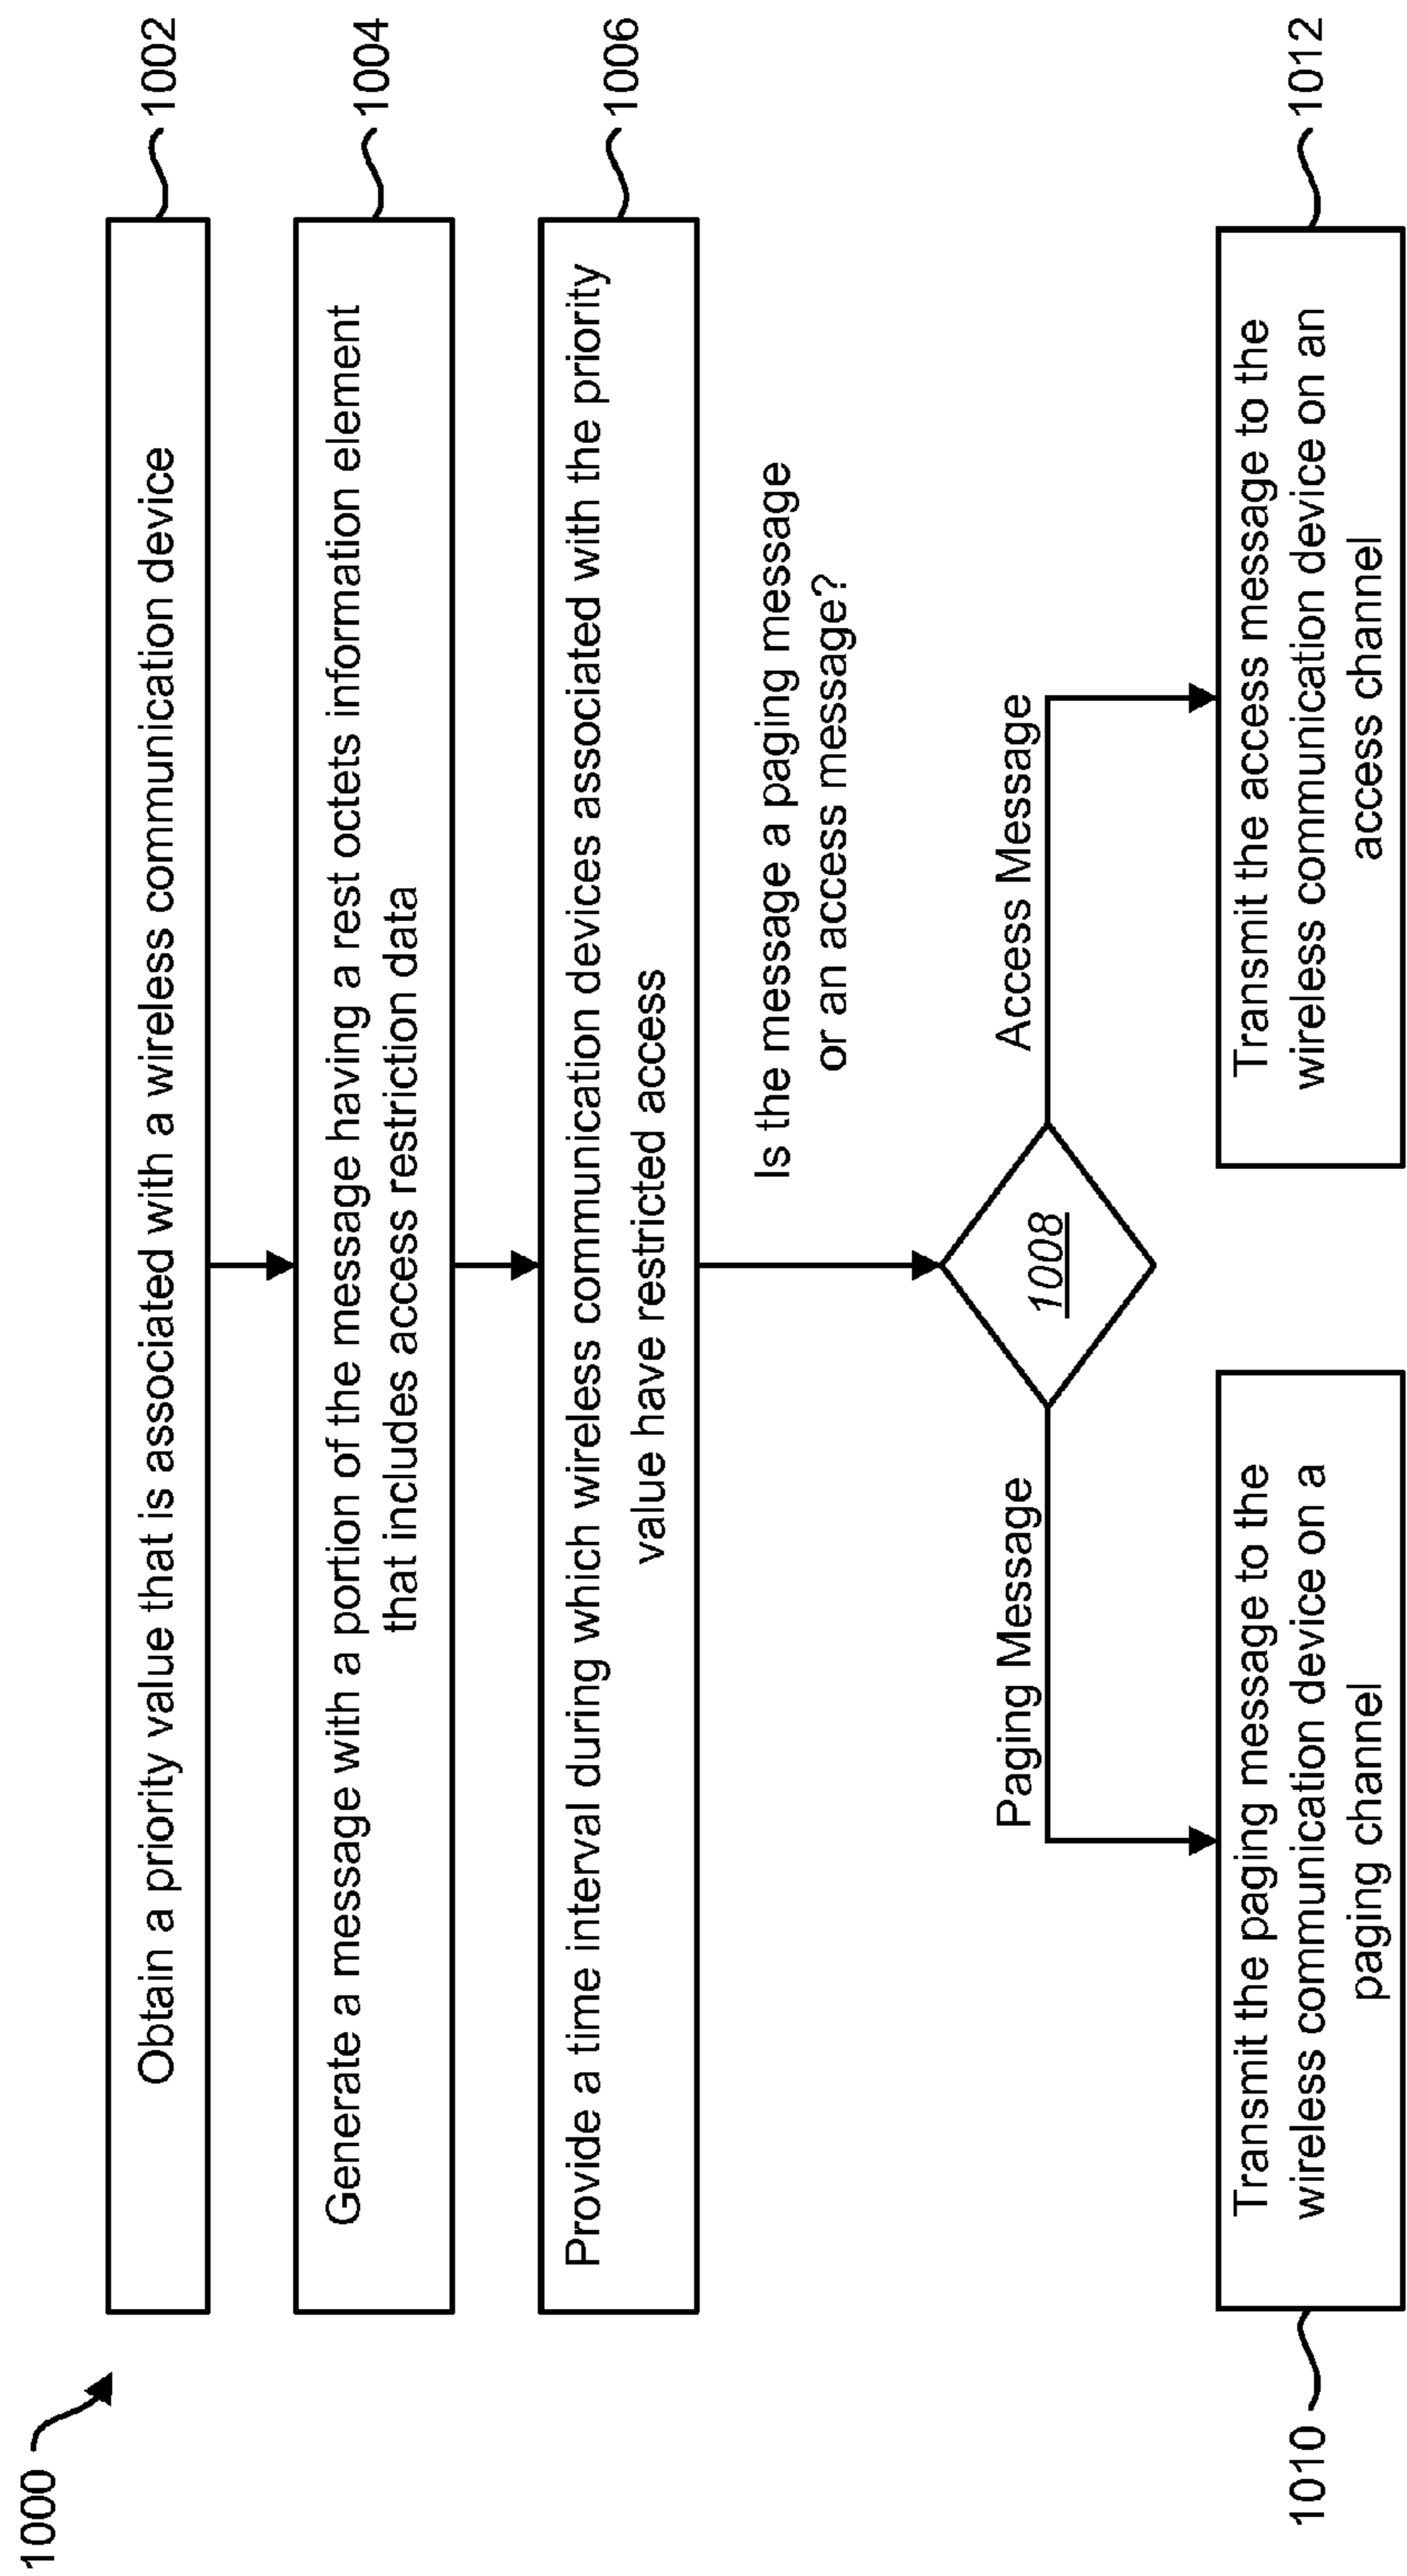 1000
Obtain a priority value that is associated with a wireless communication device
1002
Generate a message with a portion of the message having a rest octets information element
that includes access restriction data
1004
Provide a time interval during which wireless communication devices associated with the priority
value have restricted access
1006
Is the message a paging message
or an access message?
1008
Paging Message
Access Message
1010
Transmit the paging message to the
wireless communication device on a
paging channel
Transmit the access message to the
wireless communication device on an
access channel
1012